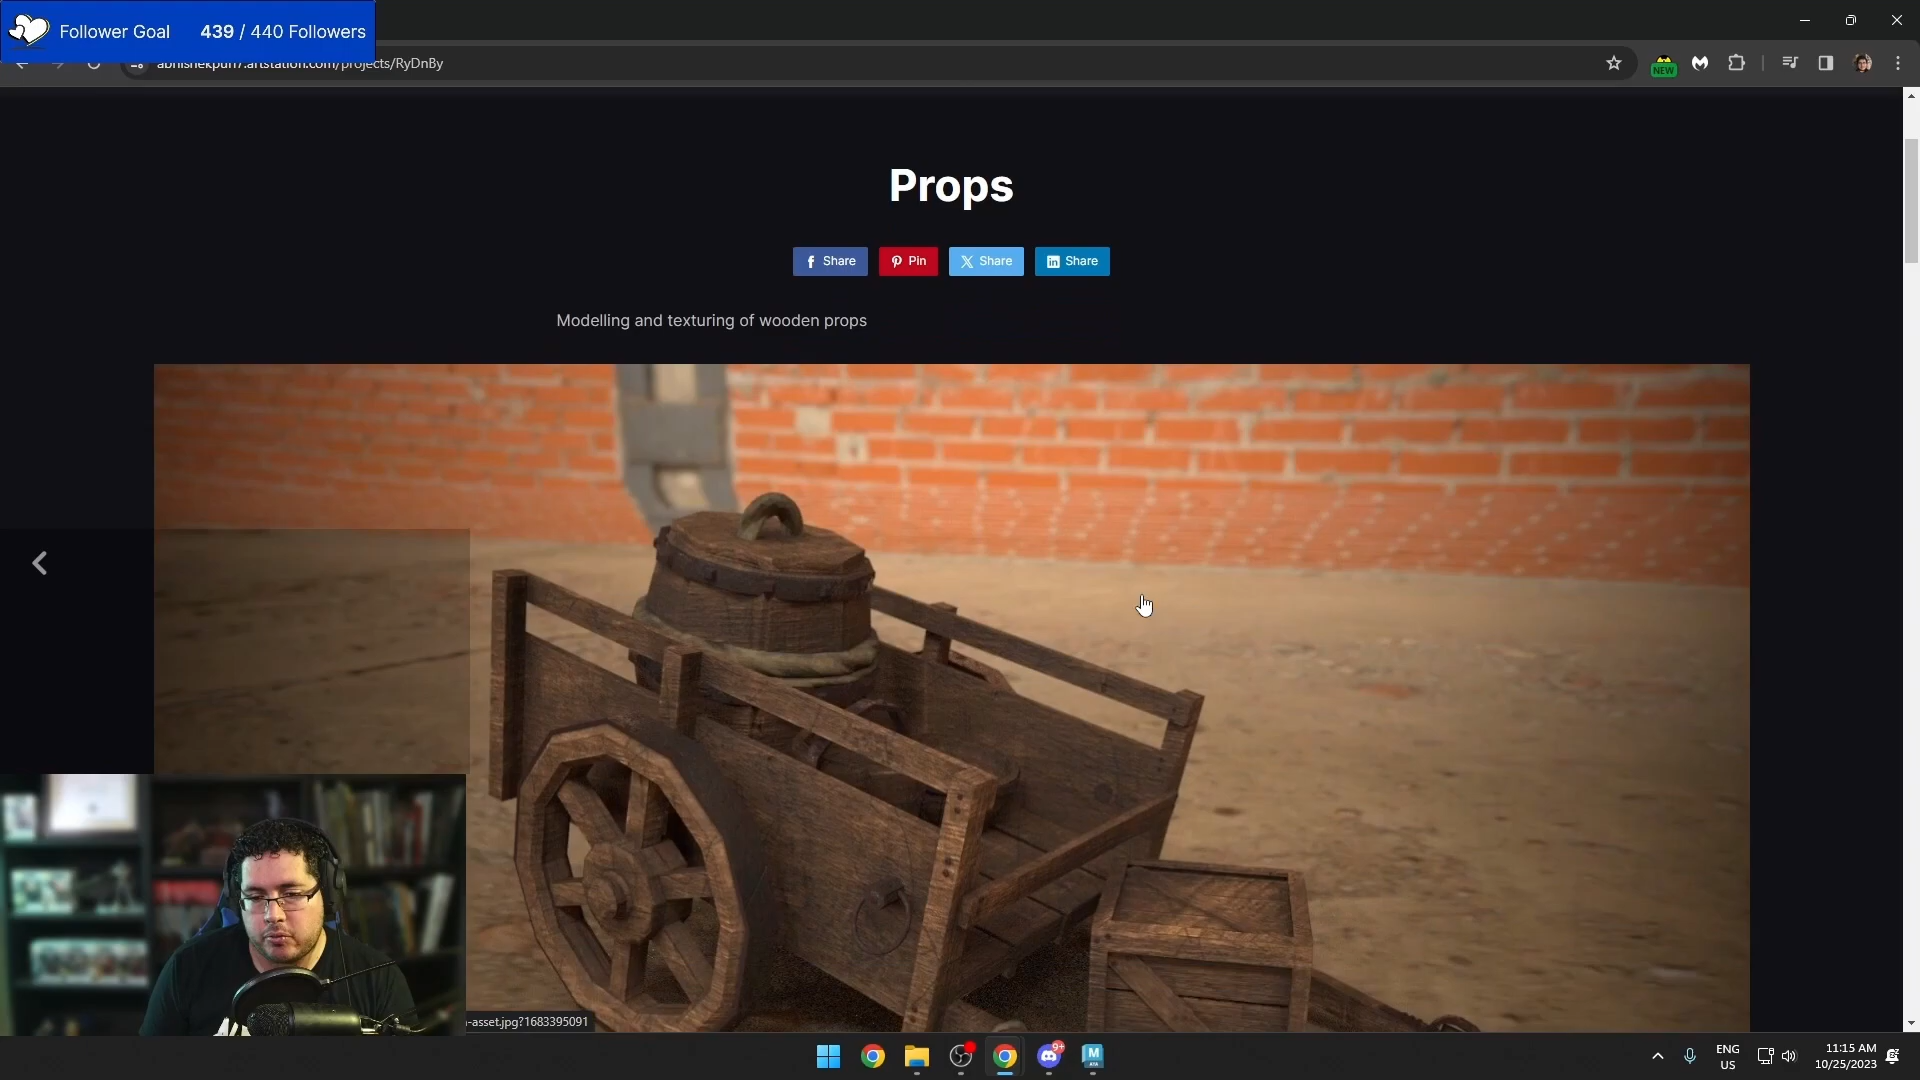 Follower Goal 439 / 440 Followers
projects/RyDnBy
NEW
Props
Share Pin Share Share
Modelling and texturing of wooden props
-asset.jpg?1683395091
9+
M
ENG
US
11:15 AM
10/25/2023